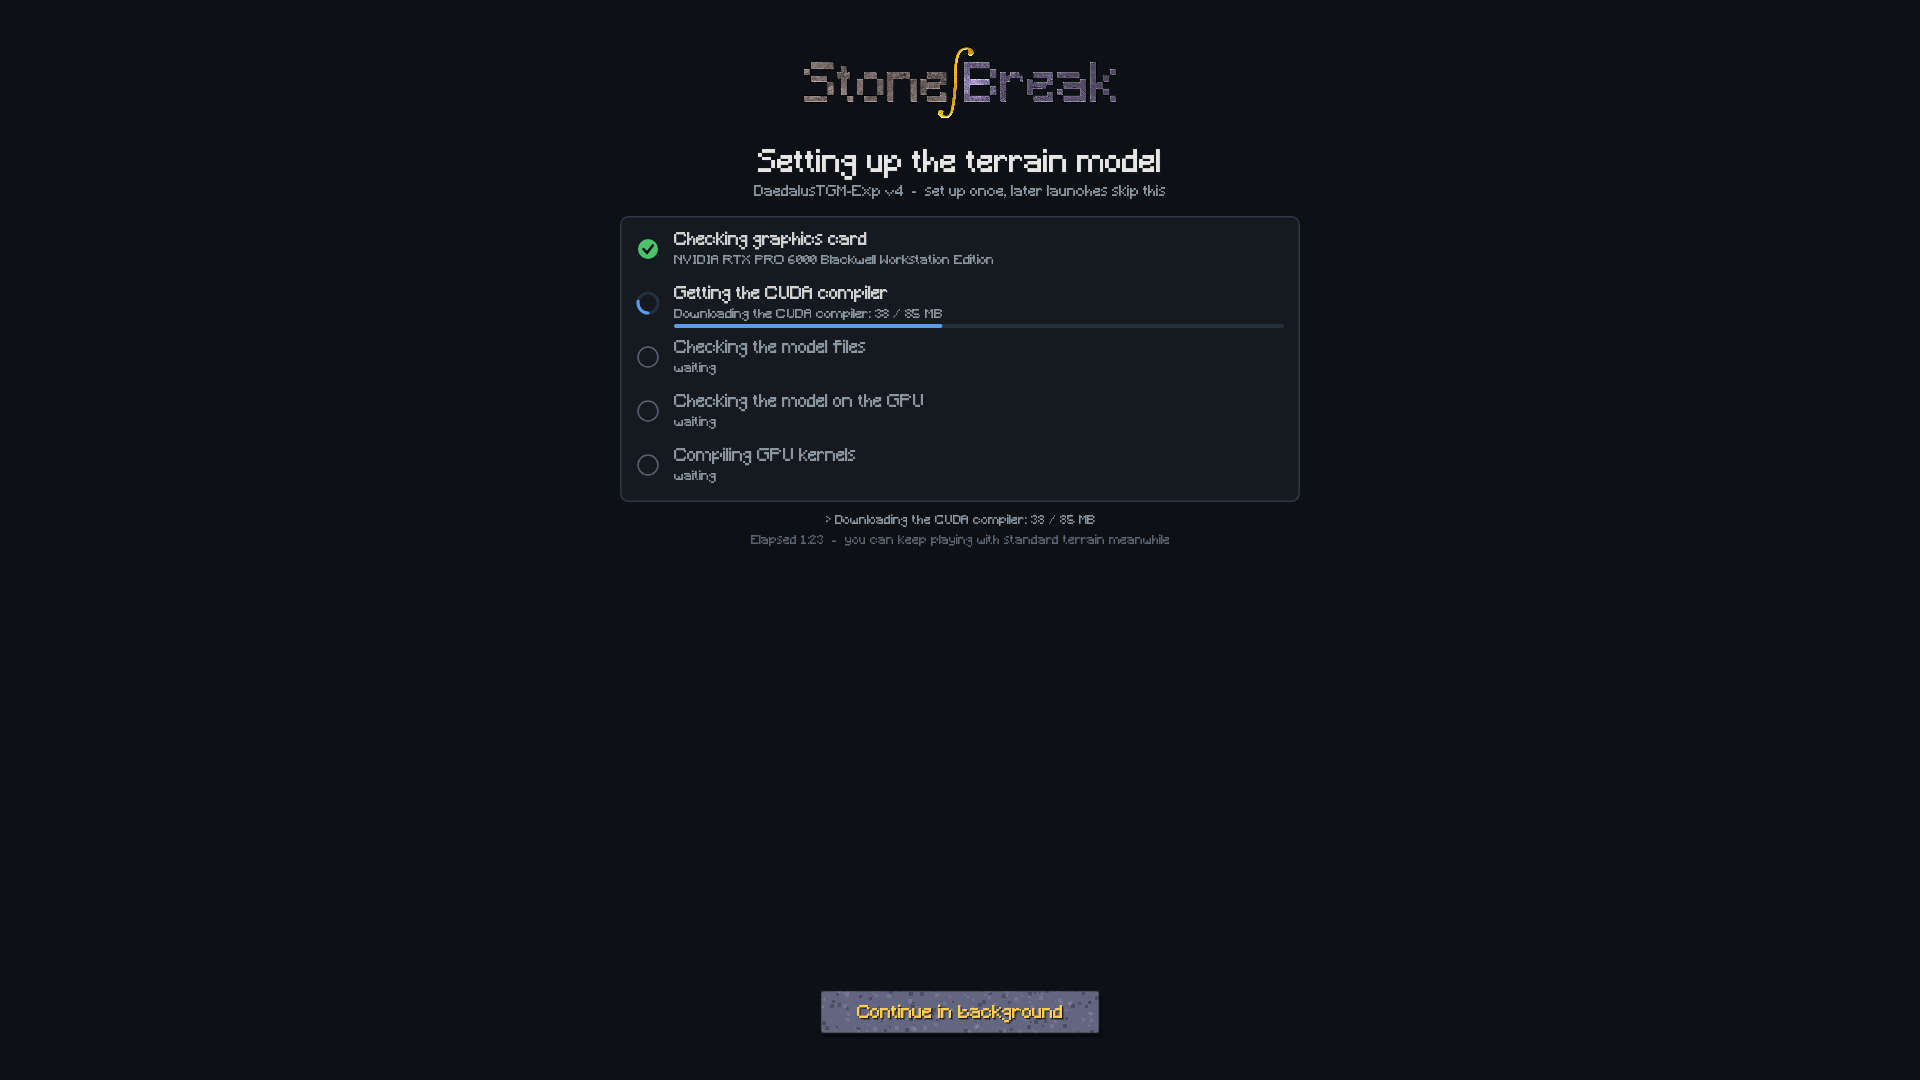 Stone∫Break
Setting up the terrain model
DaedalusTGM-Exp v4 - set up once, later launches skip this
Checking graphics card
NVIDIA RTX PRO 6000 Blackwell Workstation Edition
Getting the CUDA compiler
Downloading the CUDA compiler: 38 / 85 MB
Checking the model files
waiting
Checking the model on the GPU
waiting
Compiling GPU kernels
waiting
> Downloading the CUDA compiler: 38 / 85 MB
Elapsed 1:23 - you can keep playing with standard terrain meanwhile
Continue in background